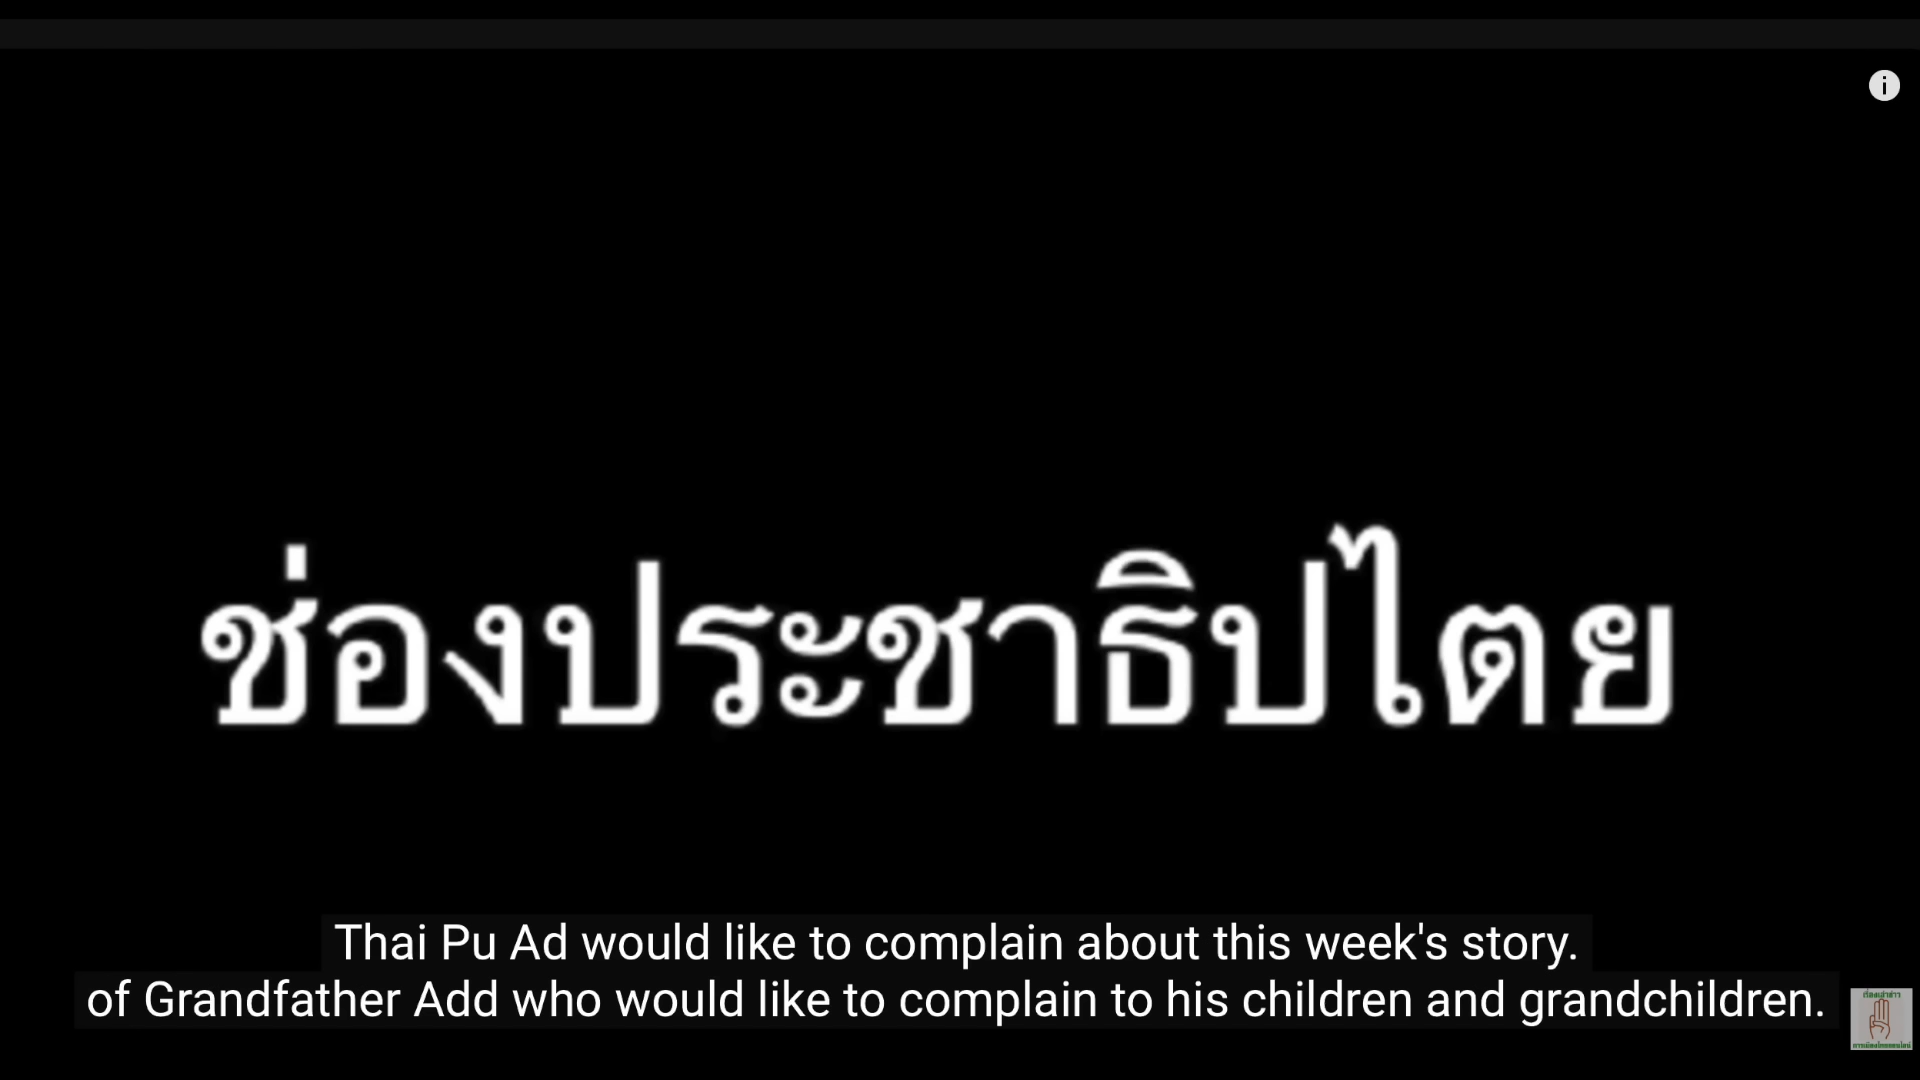 ช่องประชาธิปไตย
Thai Pu Ad would like to complain about this week's story.
of Grandfather Add who would like to complain to his children and grandchildren.